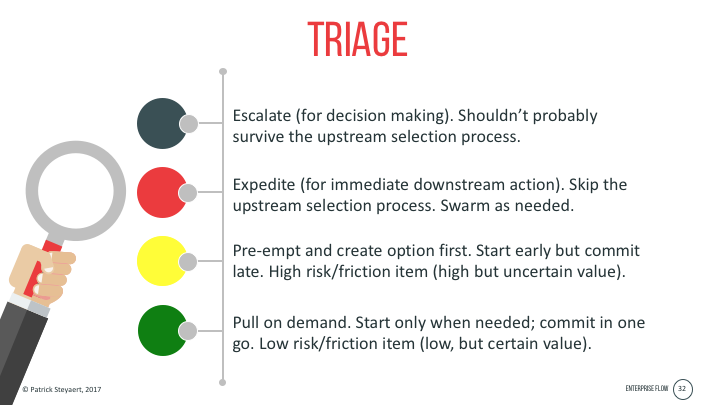 TRIAGE
Escalate (for decision making). Shouldn’t probably
survive the upstream selection process.
Expedite (for immediate downstream action). Skip the
upstream selection process. Swarm as needed.
Pre-empt and create option first. Start early but commit
late. High risk/friction item (high but uncertain value).
Pull on demand. Start only when needed; commit in one
go. Low risk/friction item (low, but certain value).
© Patrick Steyaert, 2017
ENTERPRISE FLOW 32